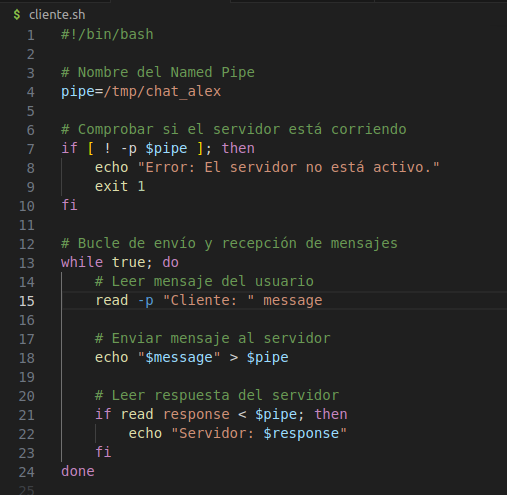 $ cliente.sh
1 #!/bin/bash
2
3 # Nombre del Named Pipe
4 pipe=/tmp/chat_alex
5
6 # Comprobar si el servidor está corriendo
7 if [ ! -p $pipe ]; then
8     echo "Error: El servidor no está activo."
9     exit 1
10 fi
11
12 # Bucle de envío y recepción de mensajes
13 while true; do
14     # Leer mensaje del usuario
15     read -p "Cliente: " message
16
17     # Enviar mensaje al servidor
18     echo "$message" > $pipe
19
20     # Leer respuesta del servidor
21     if read response < $pipe; then
22         echo "Servidor: $response"
23     fi
24 done
25